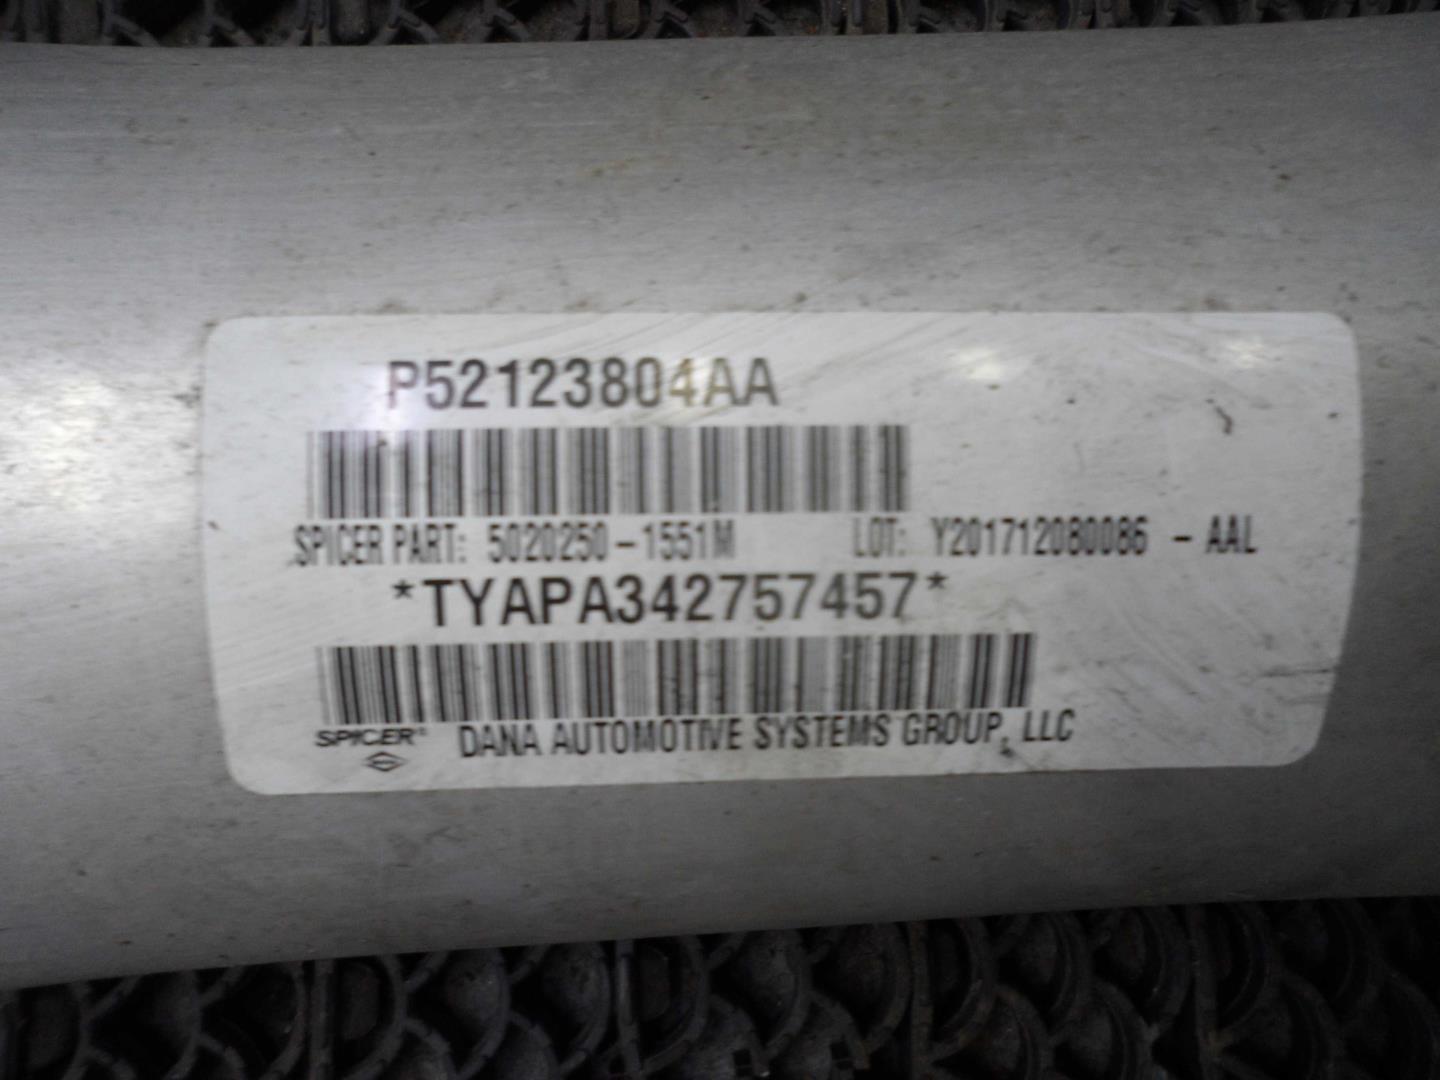 P52123804AA
SPICER PART: 5020250-1551M LOT: Y201712080086 - AAL
*TYAPA342757457*
SPICER® DANA AUTOMOTIVE SYSTEMS GROUP, LLC